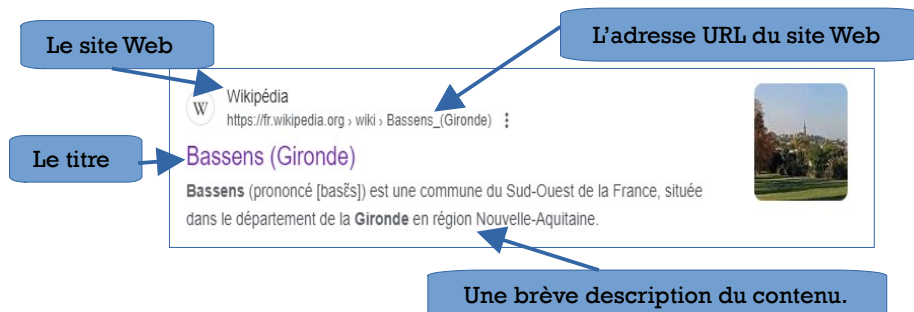 Le site Web
L'adresse URL du site Web
W
Wikipédia
https://fr.wikipedia.org › wiki › Bassens_(Gironde)
Le titre
Bassens (Gironde)
Bassens (prononcé [basɛ̃s]) est une commune du Sud-Ouest de la France, située
dans le département de la Gironde en région Nouvelle-Aquitaine.
Une brève description du contenu.